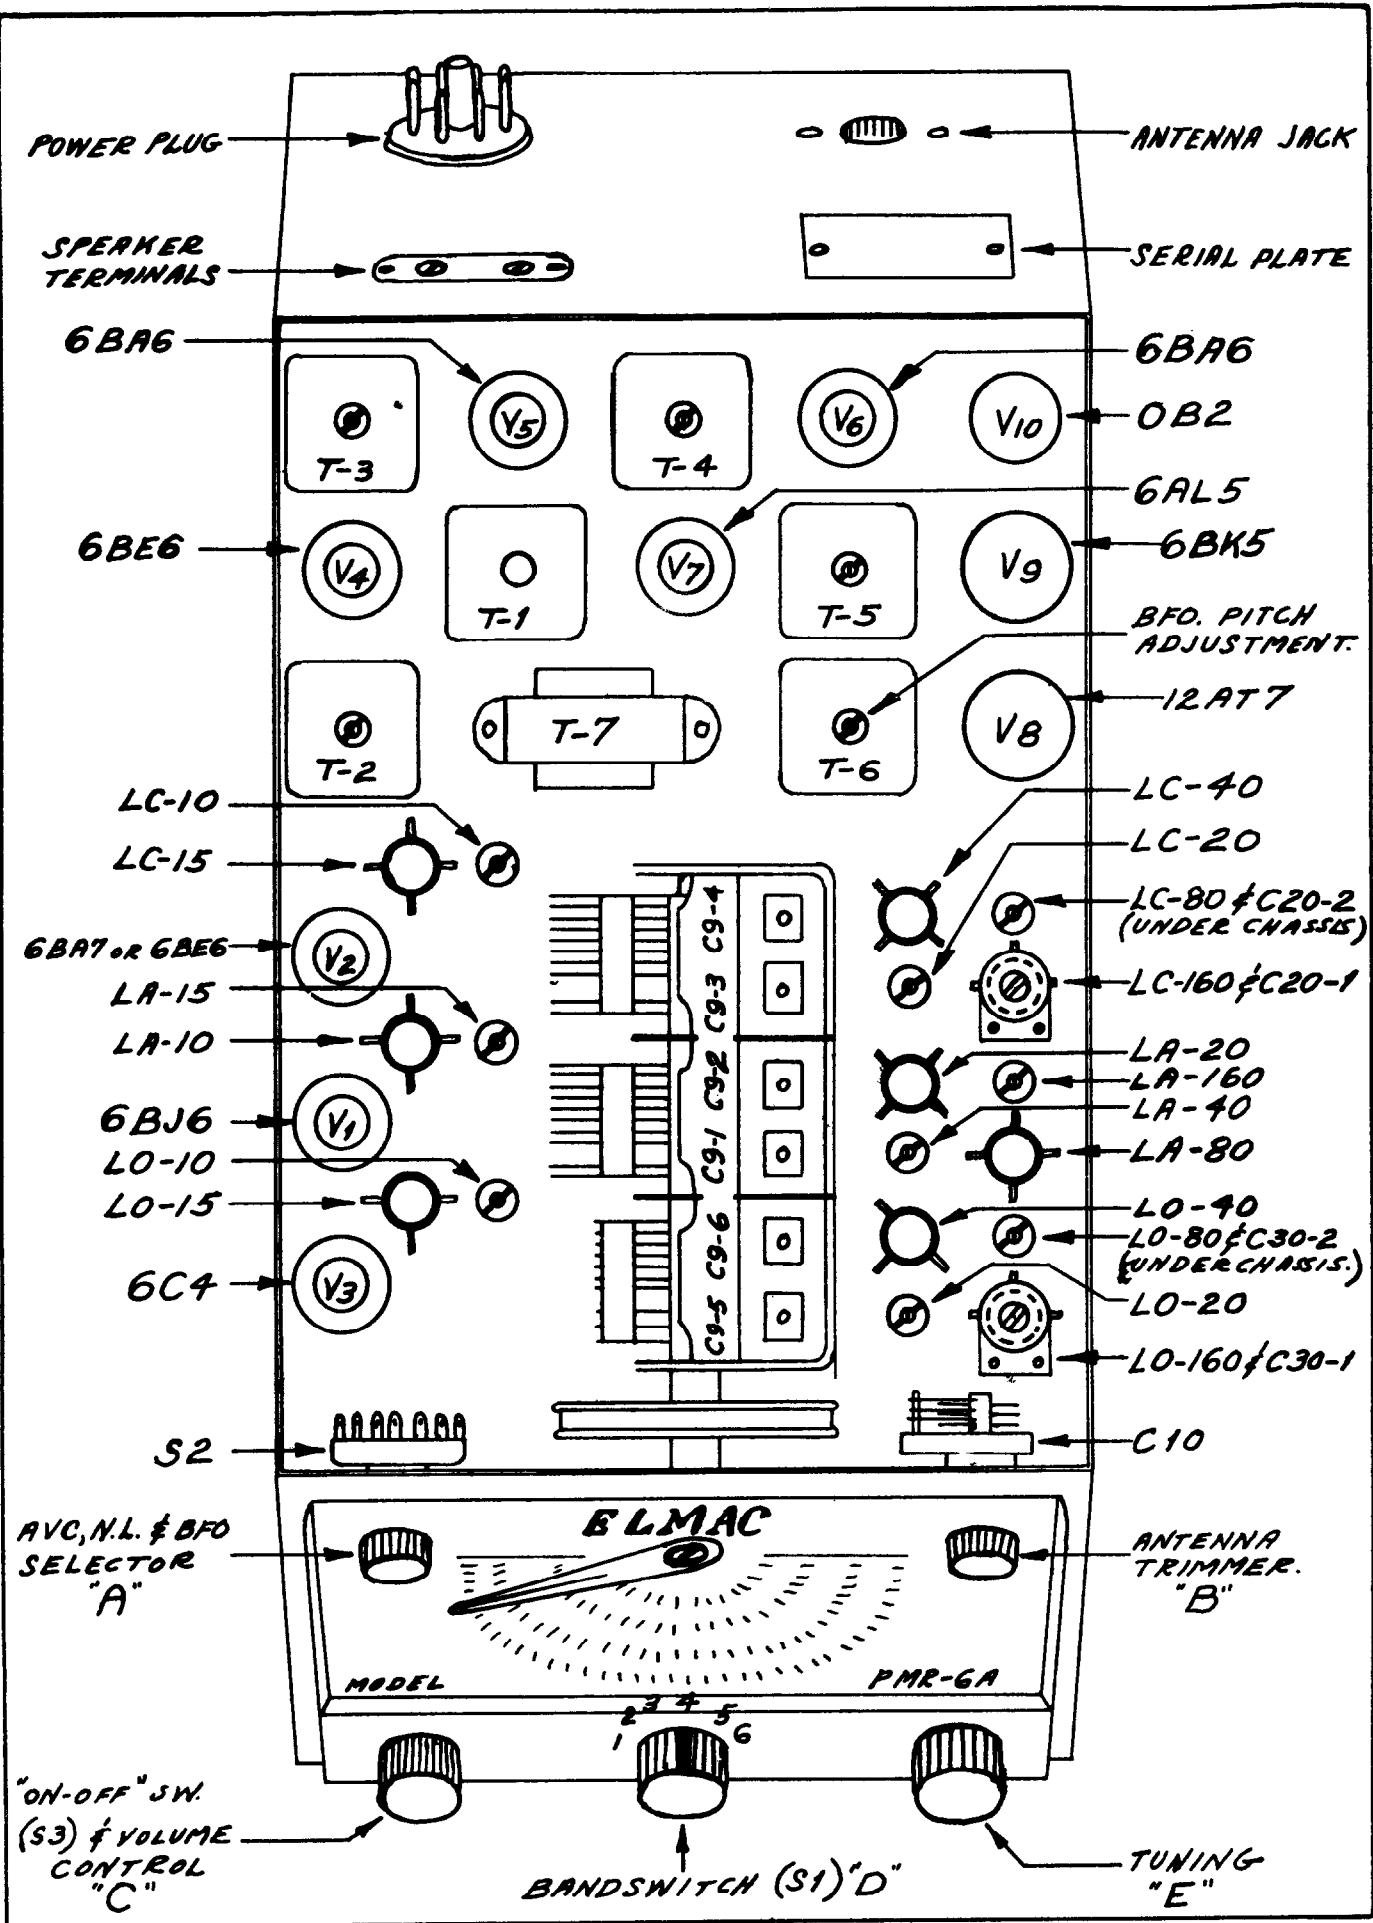 POWER PLUG
ANTENNA JACK
SPEAKER
TERMINALS
SERIAL PLATE
6BA6
6BA6
V5
V6
V10
OB2
T-3
T-4
6AL5
6BE6
6BK5
V4
T-1
V7
T-5
V9
BFO. PITCH
ADJUSTMENT.
12AT7
T-2
T-7
T-6
V8
LC-10
LC-40
LC-15
LC-20
C9-4
LC-80 & C20-2
(UNDER CHASSIS)
6BA7 OR 6BE6
V2
LA-15
C9-3
LC-160 & C20-1
LA-10
LA-20
C9-2
LA-160
6BJ6
V1
LA-40
C9-1
LA-80
LO-10
LO-15
LO-40
C9-6
LO-80 & C30-2
(UNDER CHASSIS.)
6C4
V3
LO-20
C9-5
LO-160 & C30-1
S2
C10
ELMAC
AVC, N.L. & BFO
SELECTOR
"A"
ANTENNA
TRIMMER.
"B"
MODEL
PMR-6A
1 2 3 4 5 6
"ON-OFF" SW.
(S3) & VOLUME
CONTROL
"C"
BANDSWITCH (S1) "D"
TUNING
"E"